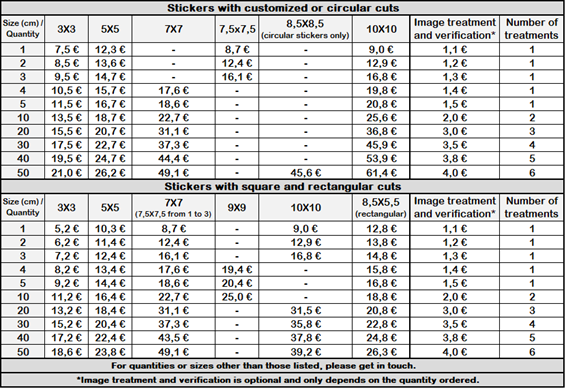 Stickers with customized or circular cuts
Size (cm) / Quantity 3X3 5X5 7X7 7,5x7,5 8,5X8,5 (circular stickers only) 10X10 Image treatment and verification* Number of treatments
1 7,5 € 12,3 € - 8,7 € - 9,0 € 1,1 € 1
2 8,5 € 13,6 € - 12,4 € - 12,9 € 1,2 € 1
3 9,5 € 14,7 € - 16,1 € - 16,8 € 1,3 € 1
4 10,5 € 15,7 € 17,6 € - - 19,8 € 1,4 € 1
5 11,5 € 16,7 € 18,6 € - - 20,8 € 1,5 € 1
10 13,5 € 18,7 € 22,7 € - - 25,6 € 2,0 € 2
20 15,5 € 20,7 € 31,1 € - - 36,8 € 3,0 € 3
30 17,5 € 22,7 € 37,3 € - - 45,9 € 3,5 € 4
40 19,5 € 24,7 € 44,4 € - - 53,9 € 3,8 € 5
50 21,0 € 26,2 € 49,1 € - 45,6 € 61,4 € 4,0 € 6
Stickers with square and rectangular cuts
Size (cm) / Quantity 3X3 5X5 7X7 (7,5X7,5 from 1 to 3) 9X9 10X10 8,5X5,5 (rectangular) Image treatment and verification* Number of treatments
1 5,2 € 10,3 € 8,7 € - 9,0 € 12,8 € 1,1 € 1
2 6,2 € 11,4 € 12,4 € - 12,9 € 13,8 € 1,2 € 1
3 7,2 € 12,4 € 16,1 € - 16,8 € 14,8 € 1,3 € 1
4 8,2 € 13,4 € 17,6 € 19,4 € - 15,8 € 1,4 € 1
5 9,2 € 14,4 € 18,6 € 20,4 € - 16,8 € 1,5 € 1
10 11,2 € 16,4 € 22,7 € 25,0 € - 18,8 € 2,0 € 2
20 13,2 € 18,4 € 31,1 € - 31,5 € 20,8 € 3,0 € 3
30 15,2 € 20,4 € 37,3 € - 35,8 € 22,8 € 3,5 € 4
40 17,2 € 22,4 € 43,5 € - 37,8 € 24,8 € 3,8 € 5
50 18,6 € 23,8 € 49,1 € - 39,2 € 26,3 € 4,0 € 6
For quantities or sizes other than those listed, please get in touch.
*Image treatment and verification is optional and only depends on the quantity ordered.